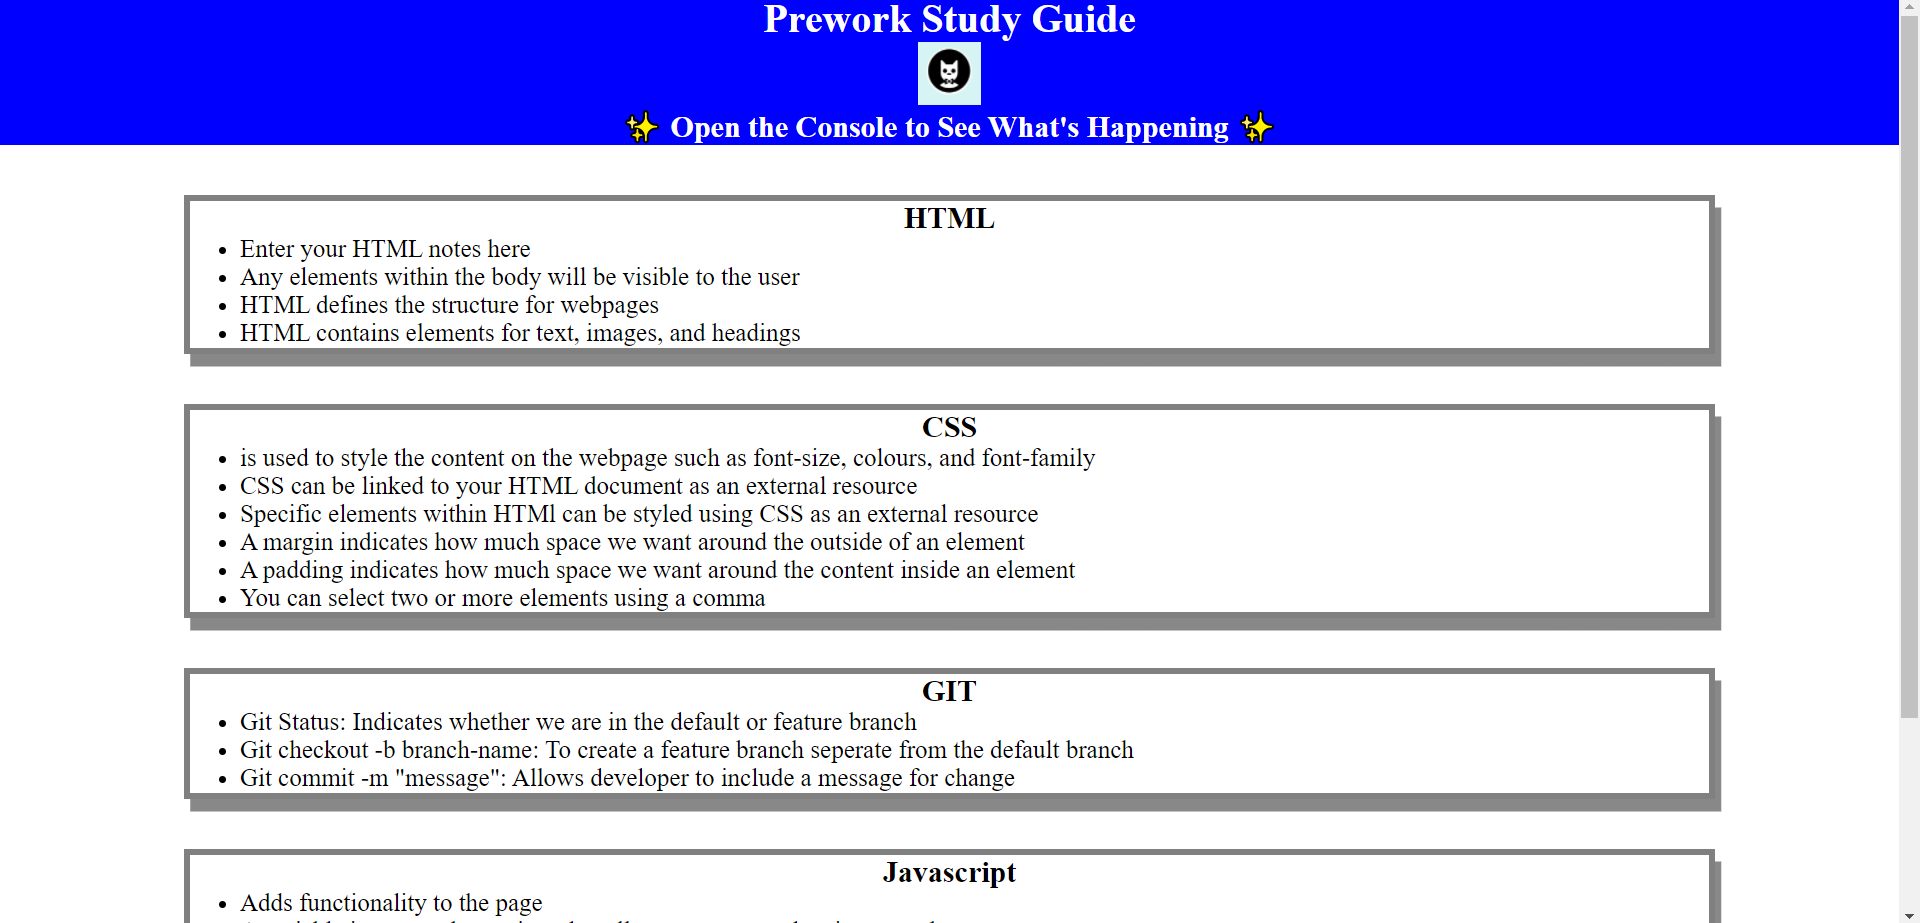 Prework Study Guide
✨ Open the Console to See What's Happening ✨
HTML
• Enter your HTML notes here
• Any elements within the body will be visible to the user
• HTML defines the structure for webpages
• HTML contains elements for text, images, and headings
CSS
• is used to style the content on the webpage such as font-size, colours, and font-family
• CSS can be linked to your HTML document as an external resource
• Specific elements within HTMl can be styled using CSS as an external resource
• A margin indicates how much space we want around the outside of an element
• A padding indicates how much space we want around the content inside an element
• You can select two or more elements using a comma
GIT
• Git Status: Indicates whether we are in the default or feature branch
• Git checkout -b branch-name: To create a feature branch seperate from the default branch
• Git commit -m "message": Allows developer to include a message for change
Javascript
• Adds functionality to the page